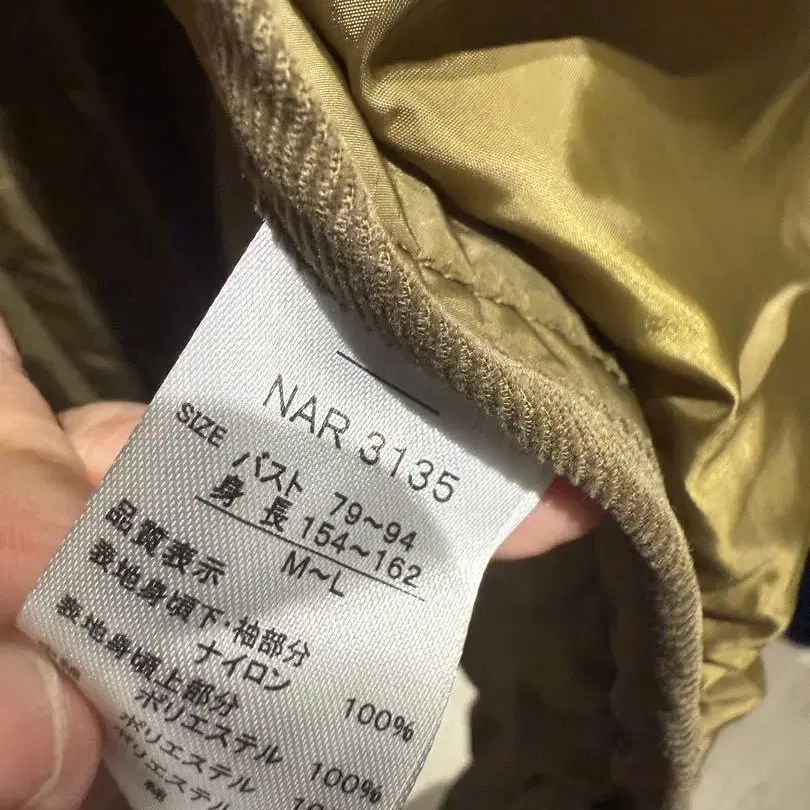 NAR 3135
SIZE
バスト 79~94
身長 154~162
M~L
品質表示
表地身頃下・袖部分
ナイロン 100%
表地身頃上部分
ポリエステル 100%
ポリエステル